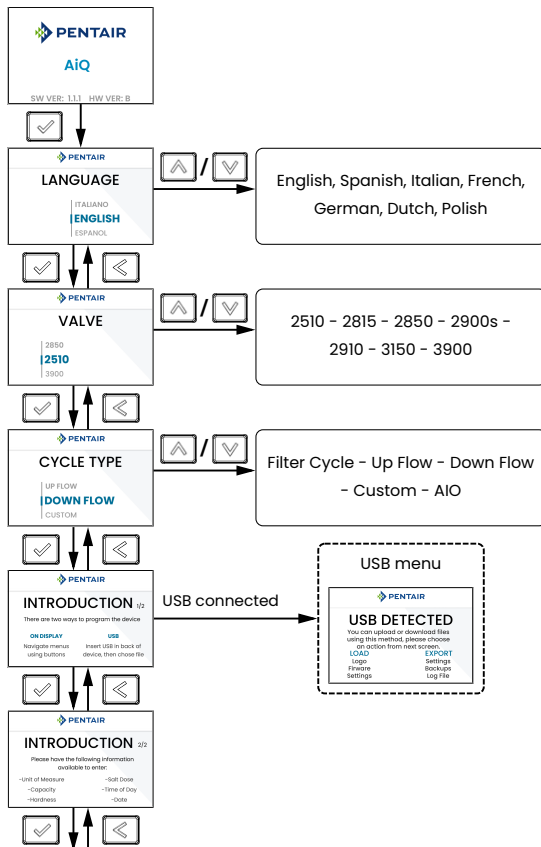 PENTAIR
AiQ
SW VER: 1.1.1 HW VER: B
PENTAIR
LANGUAGE
ITALIANO
ENGLISH
ESPANOL
/
English, Spanish, Italian, French,
German, Dutch, Polish
PENTAIR
VALVE
2850
2510
3900
/
2510 - 2815 - 2850 - 2900s -
2910 - 3150 - 3900
PENTAIR
CYCLE TYPE
UP FLOW
DOWN FLOW
CUSTOM
/
Filter Cycle - Up Flow - Down Flow
- Custom - AIO
PENTAIR
INTRODUCTION 1/2
There are two ways to program the device
ON DISPLAY
Navigate menus
using buttons
USB
Insert USB in back of
device, then chose file
USB connected
USB menu
PENTAIR
USB DETECTED
You can upload or download files
using this method, please choose
an action from next screen.
LOAD
Logo
Firware
Settings
EXPORT
Settings
Backups
Log File
PENTAIR
INTRODUCTION 2/2
Please have the following information
available to enter:
-Unit of Measure
-Capacity
-Hardness
-Salt Dose
-Time of Day
-Date